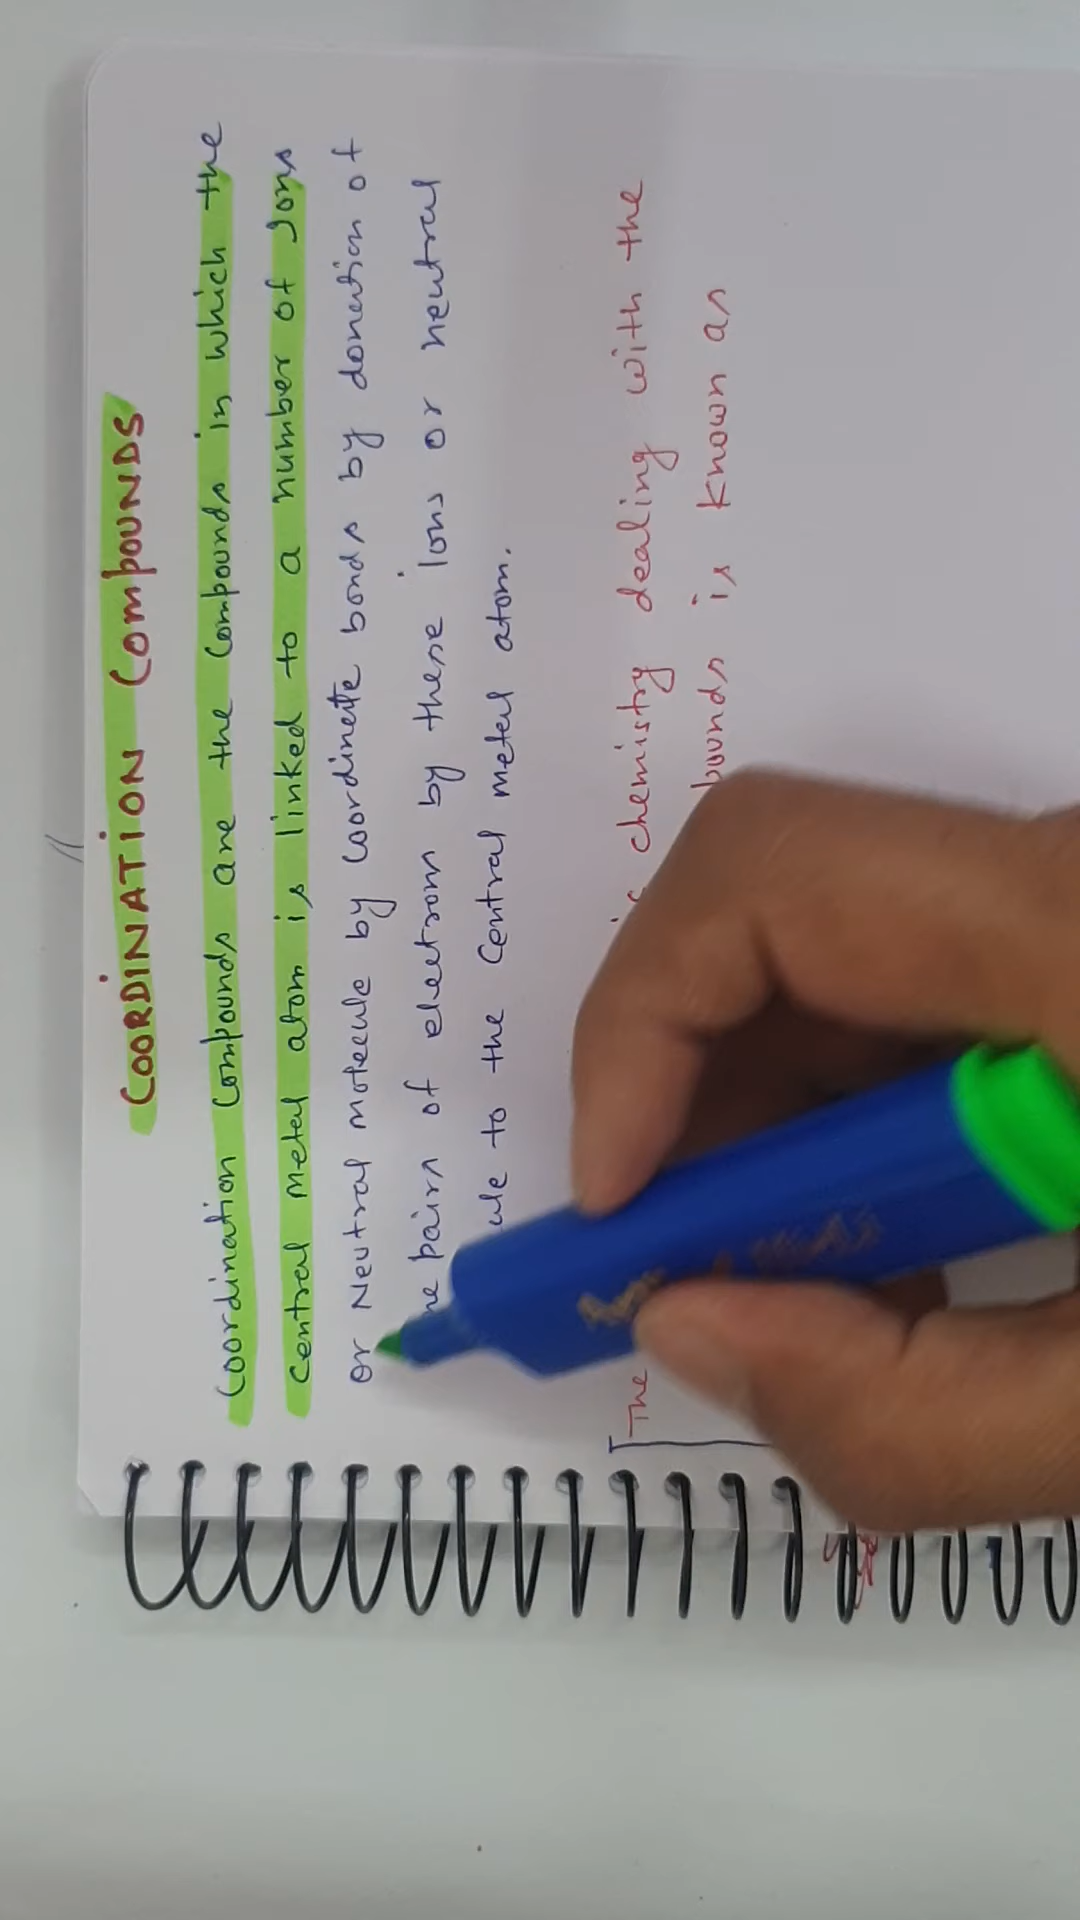 COORDINATION COMPOUNDS
Coordination Compounds are the Compounds in which the
Central metal atom is linked to a number of Ions
or Neutral molecule by Coordinate bonds by donation of
pairs of electrons by these Ions or neutral
to the Central metal atom.
The chemistry dealing with the
is known as